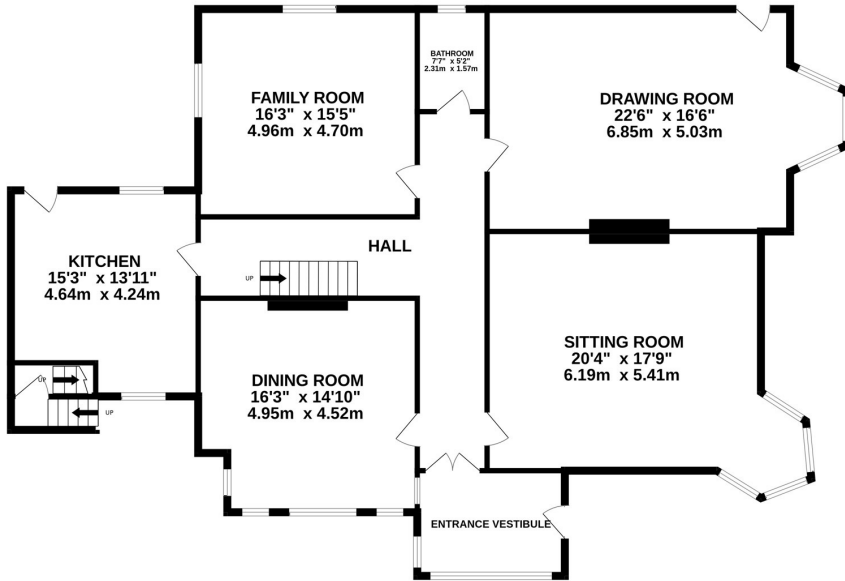 FAMILY ROOM
16'3" x 15'5"
4.96m x 4.70m
BATHROOM
7'7" x 5'2"
2.31m x 1.57m
DRAWING ROOM
22'6" x 16'6"
6.85m x 5.03m
KITCHEN
15'3" x 13'11"
4.64m x 4.24m
HALL
UP
SITTING ROOM
20'4" x 17'9"
6.19m x 5.41m
DINING ROOM
16'3" x 14'10"
4.95m x 4.52m
UP
UP
ENTRANCE VESTIBULE